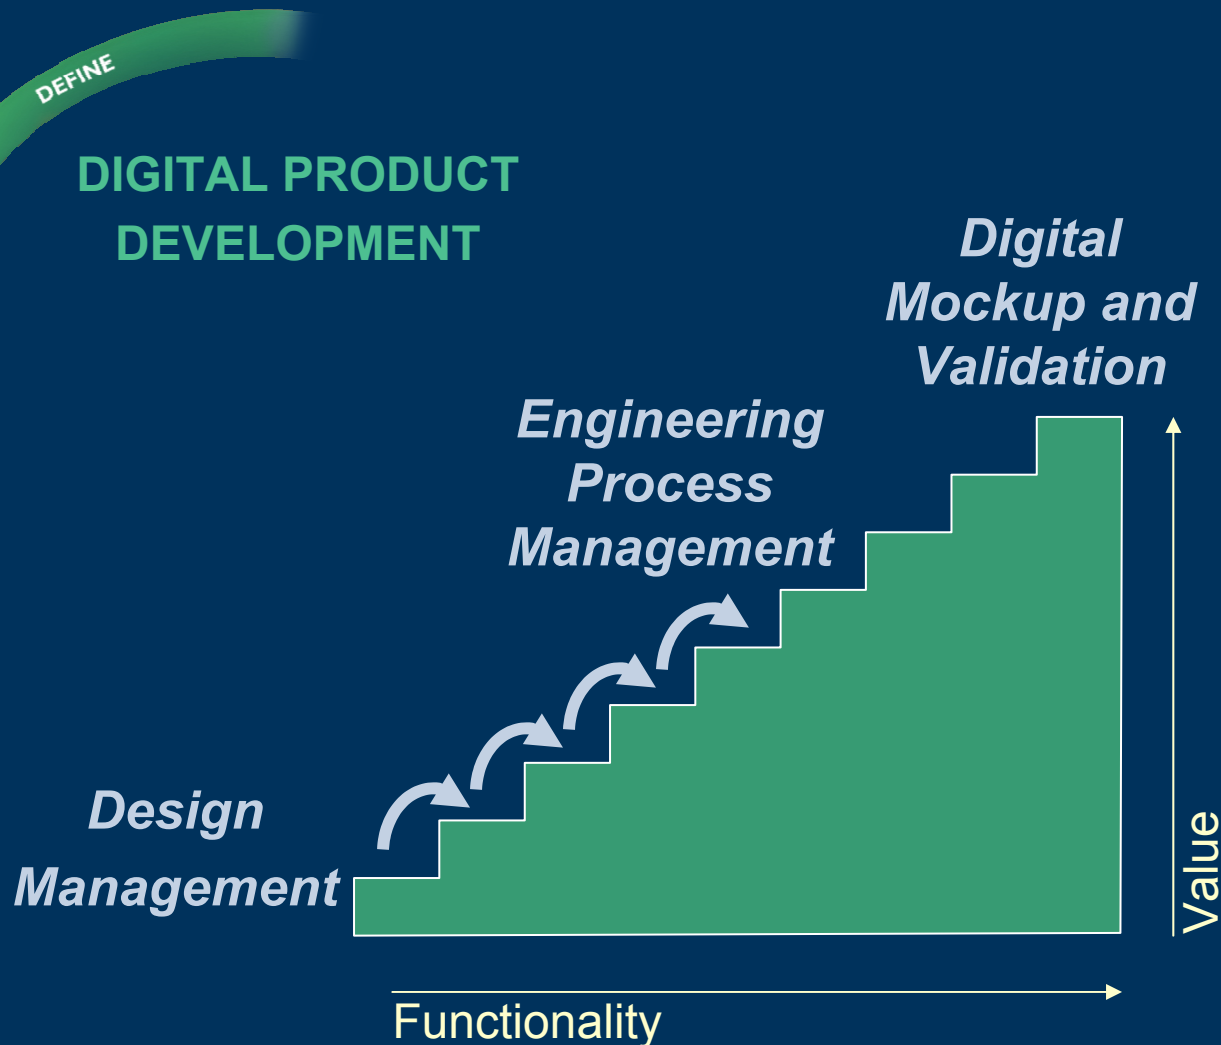 DEFINE
DIGITAL PRODUCT
DEVELOPMENT
Digital
Mockup and
Validation
Engineering
Process
Management
Design
Management
Value
Functionality